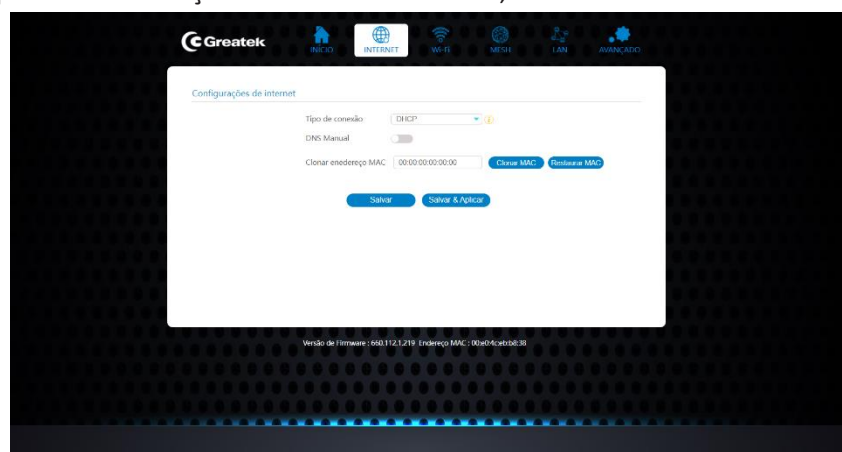 Greatek
INÍCIO INTERNET Wi-Fi MESH LAN AVANÇADO
Configurações de internet
Tipo de conexão DHCP
DNS Manual
Clonar enedereço MAC 00:00:00:00:00:00 Clonar MAC Restaurar MAC
Salvar Salvar & Aplicar
Versão de Firmware : 660.112.1.219 Endereço MAC : 00:e0:4c:eb:b8:38